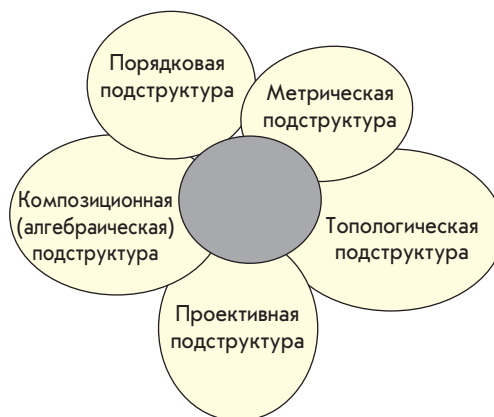 Порядковая
подструктура
Метрическая
подструктура
Композиционная
(алгебраическая)
подструктура
Топологическая
подструктура
Проективная
подструктура